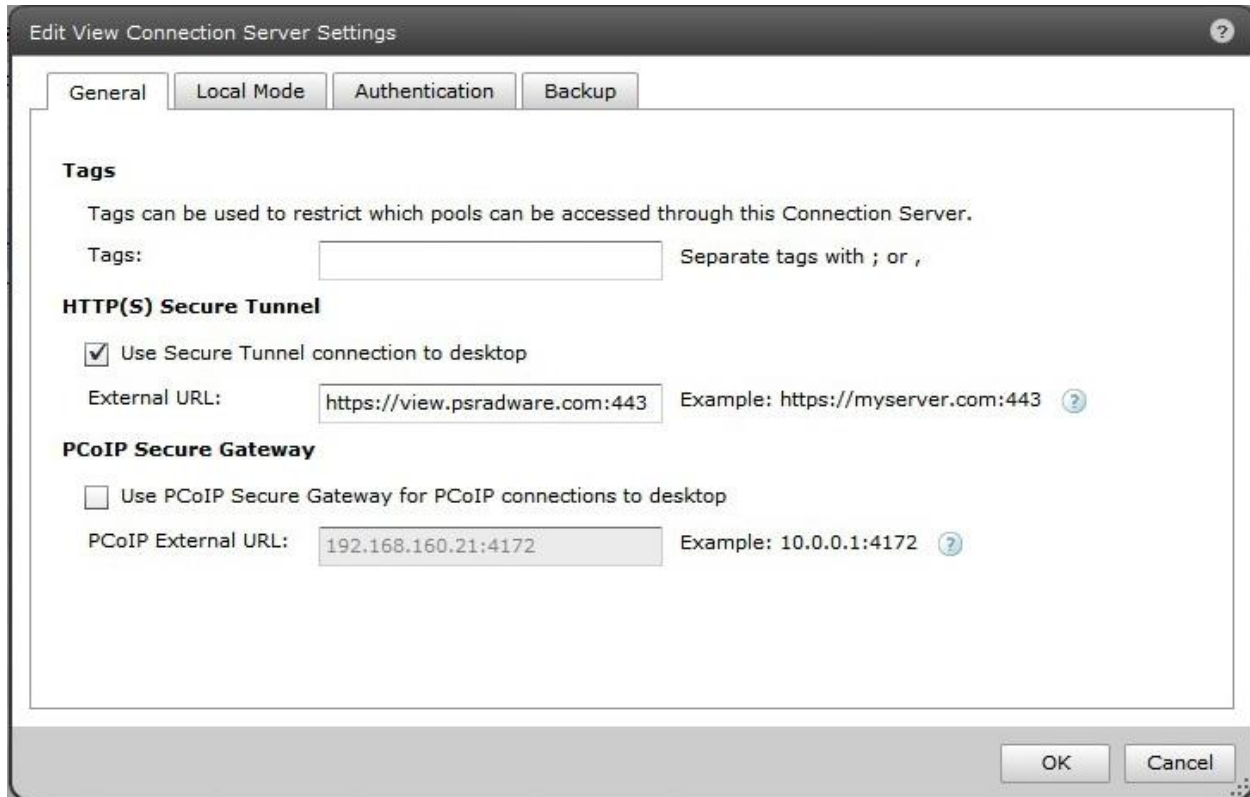 Edit View Connection Server Settings ?
General Local Mode Authentication Backup
Tags
Tags can be used to restrict which pools can be accessed through this Connection Server.
Tags: Separate tags with ; or ,
HTTP(S) Secure Tunnel
Use Secure Tunnel connection to desktop
External URL: https://view.psradware.com:443 Example: https://myserver.com:443 ?
PCoIP Secure Gateway
Use PCoIP Secure Gateway for PCoIP connections to desktop
PCoIP External URL: 192.168.160.21:4172 Example: 10.0.0.1:4172 ?
OK Cancel